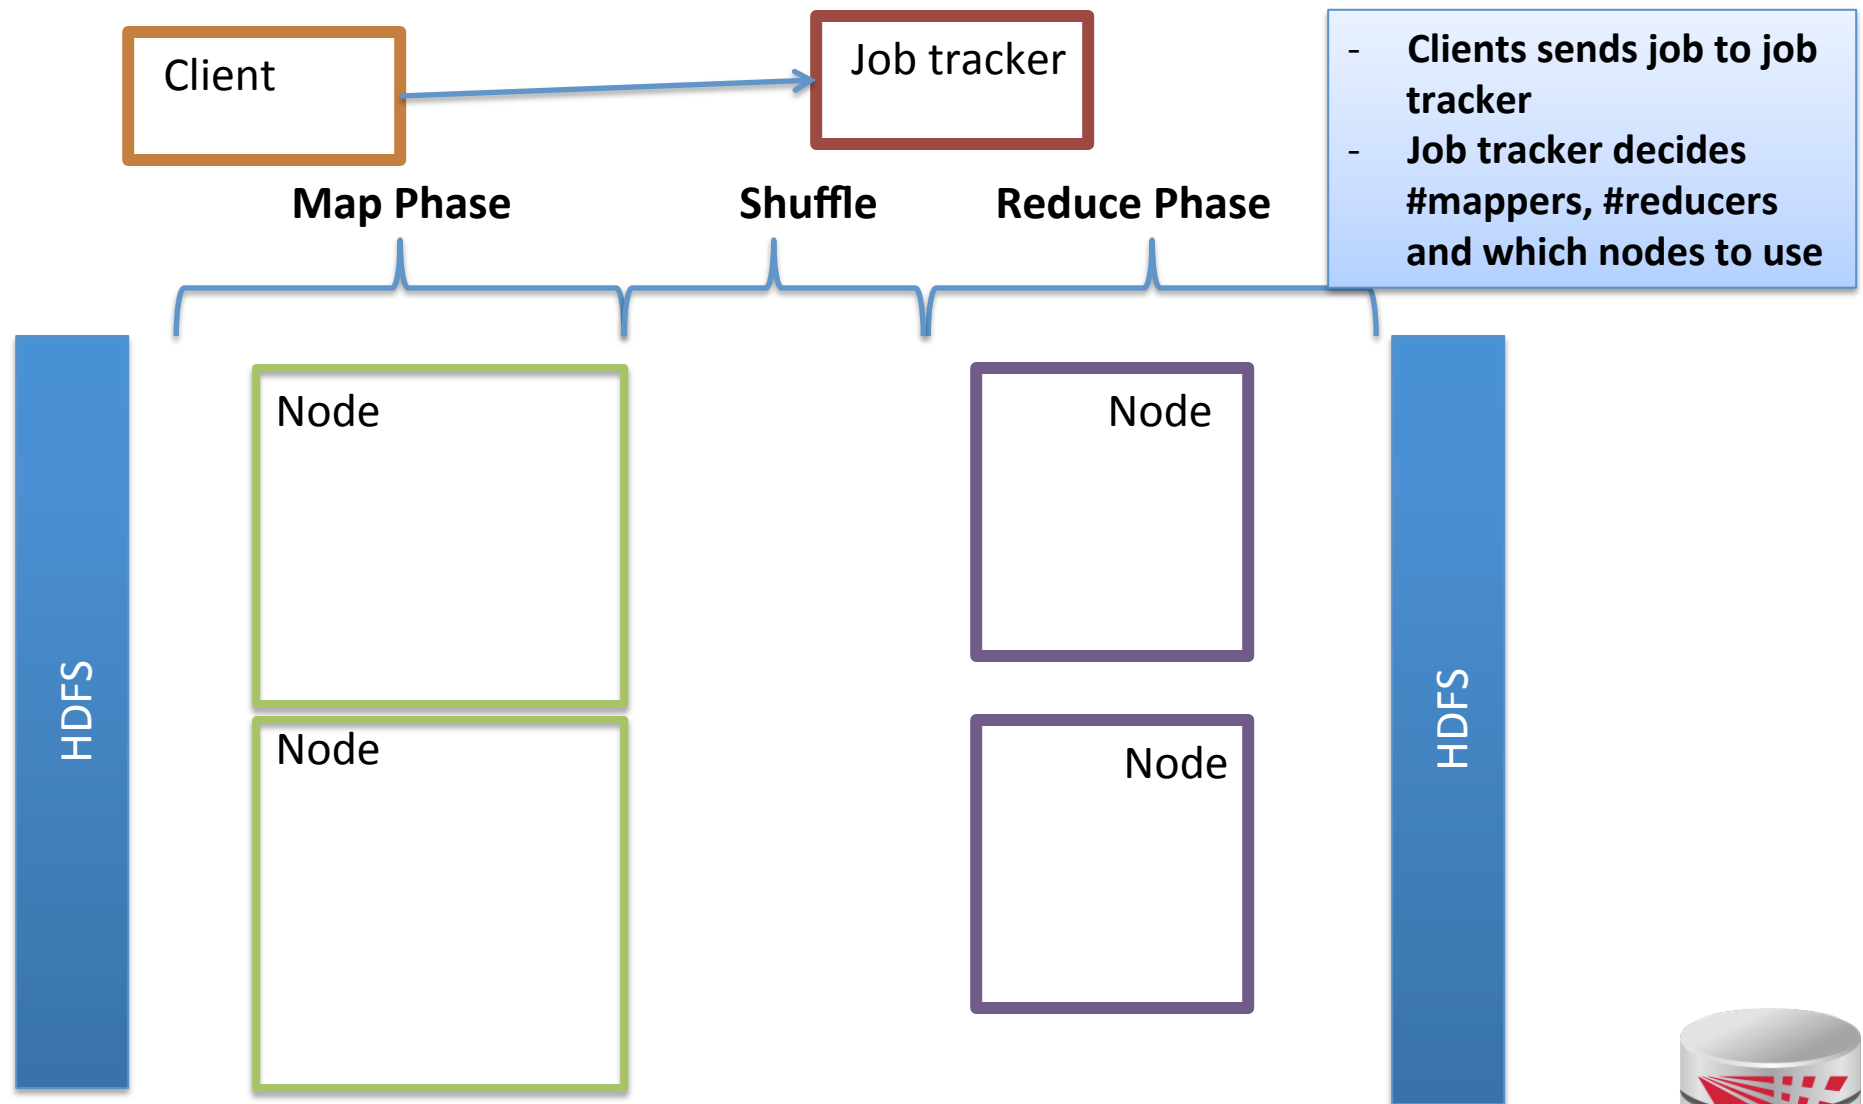 Client
Job tracker
- Clients sends job to job
tracker
- Job tracker decides
#mappers, #reducers
and which nodes to use
Map Phase
Shuffle
Reduce Phase
HDFS
Node
Node
Node
Node
HDFS